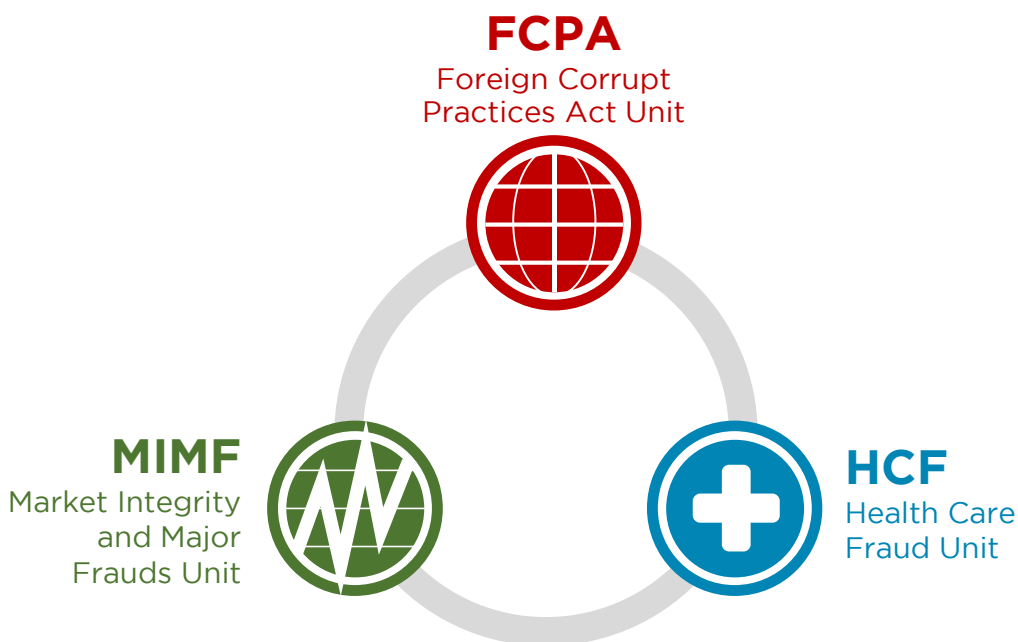 FCPA
Foreign Corrupt
Practices Act Unit
MIMF
Market Integrity
and Major
Frauds Unit
HCF
Health Care
Fraud Unit